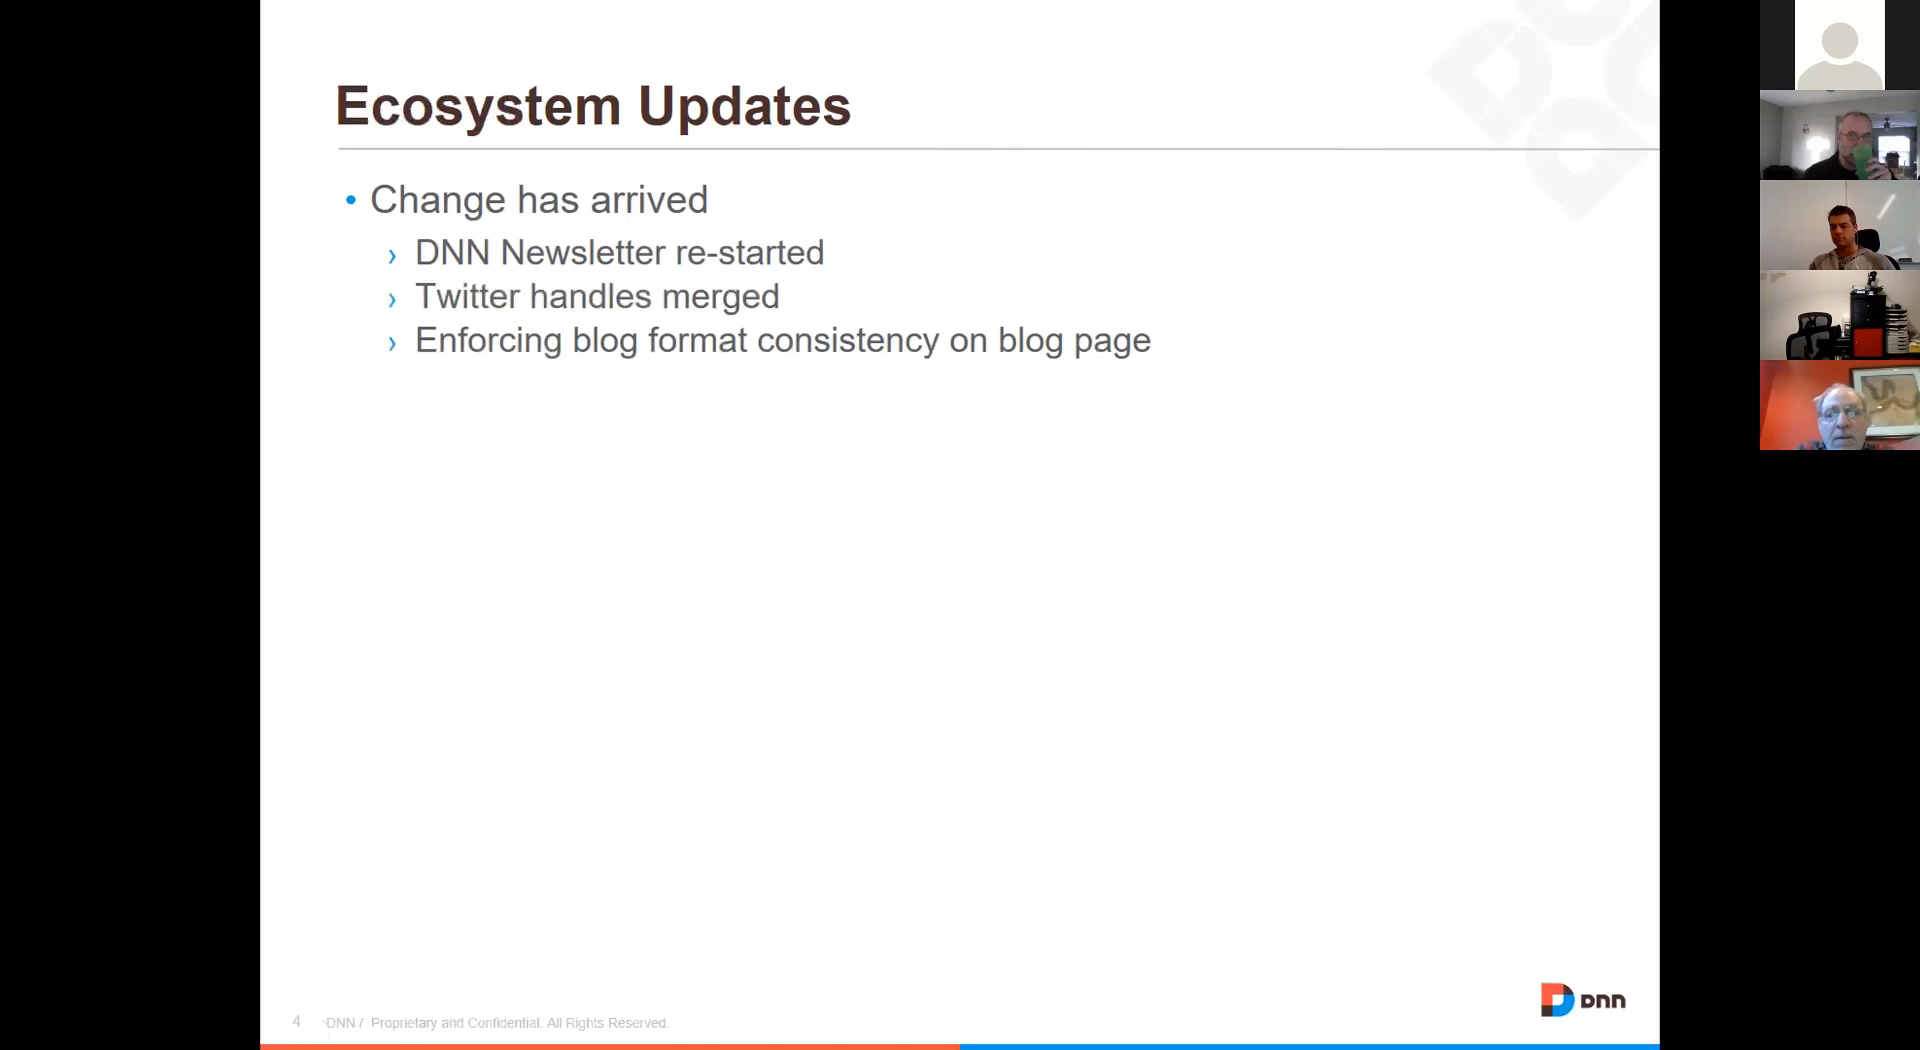 Ecosystem Updates
• Change has arrived
› DNN Newsletter re-started
› Twitter handles merged
› Enforcing blog format consistency on blog page
4 DNN / Proprietary and Confidential. All Rights Reserved.
DNN